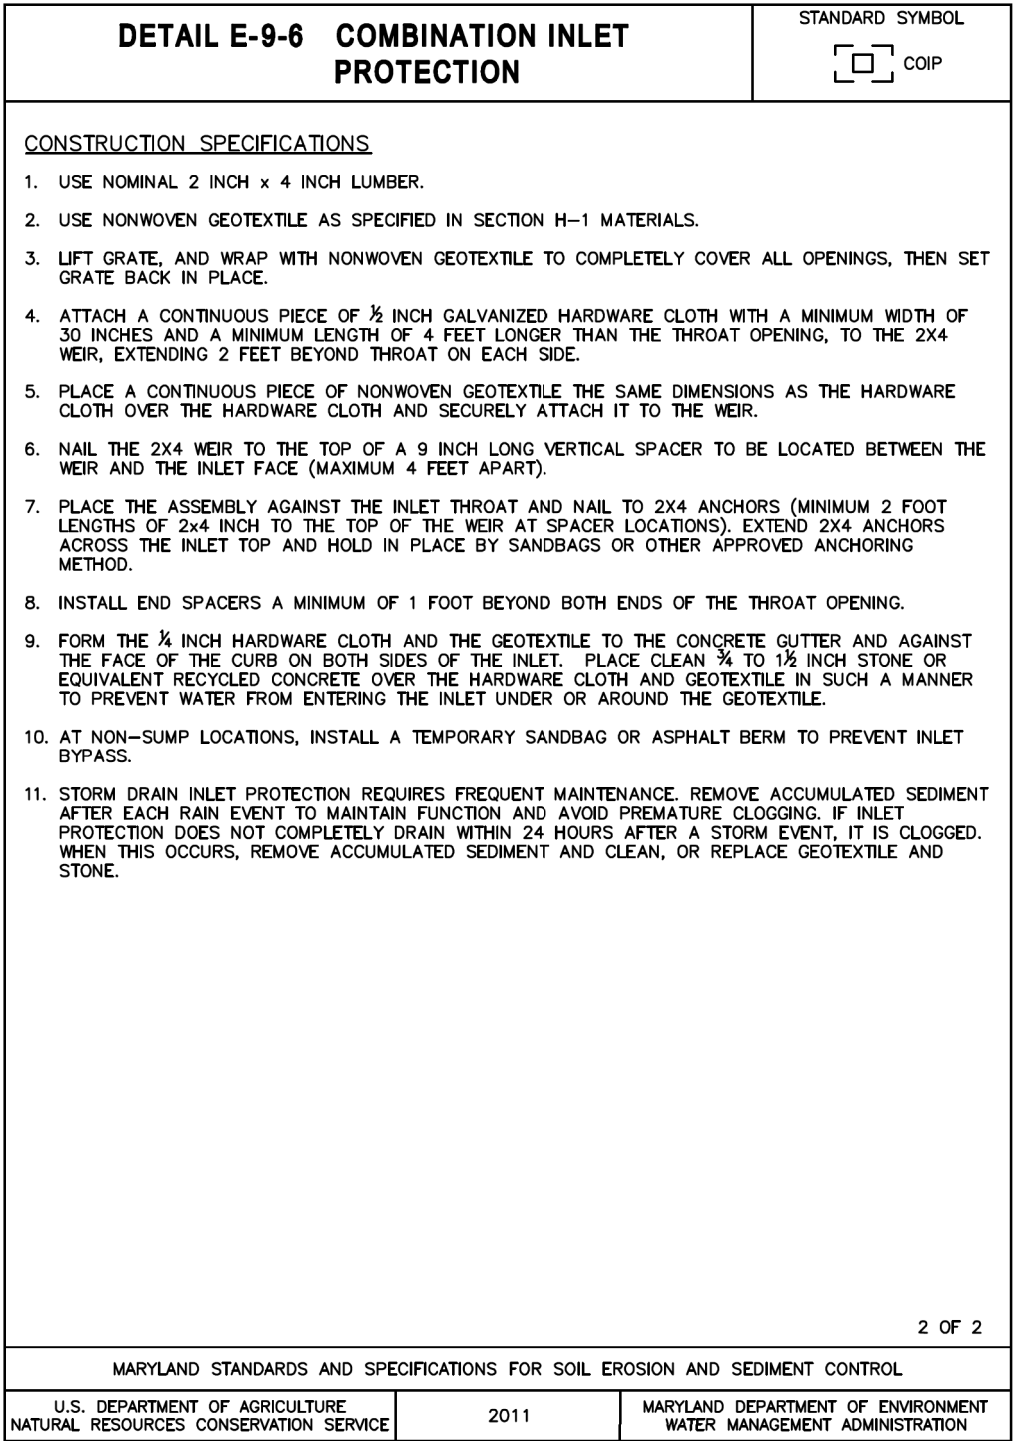 DETAIL E-9-6 COMBINATION INLET
PROTECTION
STANDARD SYMBOL
COIP
CONSTRUCTION SPECIFICATIONS
1. USE NOMINAL 2 INCH x 4 INCH LUMBER.
2. USE NONWOVEN GEOTEXTILE AS SPECIFIED IN SECTION H-1 MATERIALS.
3. LIFT GRATE, AND WRAP WITH NONWOVEN GEOTEXTILE TO COMPLETELY COVER ALL OPENINGS, THEN SET
GRATE BACK IN PLACE.
4. ATTACH A CONTINUOUS PIECE OF ½ INCH GALVANIZED HARDWARE CLOTH WITH A MINIMUM WIDTH OF
30 INCHES AND A MINIMUM LENGTH OF 4 FEET LONGER THAN THE THROAT OPENING, TO THE 2X4
WEIR, EXTENDING 2 FEET BEYOND THROAT ON EACH SIDE.
5. PLACE A CONTINUOUS PIECE OF NONWOVEN GEOTEXTILE THE SAME DIMENSIONS AS THE HARDWARE
CLOTH OVER THE HARDWARE CLOTH AND SECURELY ATTACH IT TO THE WEIR.
6. NAIL THE 2X4 WEIR TO THE TOP OF A 9 INCH LONG VERTICAL SPACER TO BE LOCATED BETWEEN THE
WEIR AND THE INLET FACE (MAXIMUM 4 FEET APART).
7. PLACE THE ASSEMBLY AGAINST THE INLET THROAT AND NAIL TO 2X4 ANCHORS (MINIMUM 2 FOOT
LENGTHS OF 2x4 INCH TO THE TOP OF THE WEIR AT SPACER LOCATIONS). EXTEND 2X4 ANCHORS
ACROSS THE INLET TOP AND HOLD IN PLACE BY SANDBAGS OR OTHER APPROVED ANCHORING
METHOD.
8. INSTALL END SPACERS A MINIMUM OF 1 FOOT BEYOND BOTH ENDS OF THE THROAT OPENING.
9. FORM THE ¼ INCH HARDWARE CLOTH AND THE GEOTEXTILE TO THE CONCRETE GUTTER AND AGAINST
THE FACE OF THE CURB ON BOTH SIDES OF THE INLET. PLACE CLEAN ¾ TO 1½ INCH STONE OR
EQUIVALENT RECYCLED CONCRETE OVER THE HARDWARE CLOTH AND GEOTEXTILE IN SUCH A MANNER
TO PREVENT WATER FROM ENTERING THE INLET UNDER OR AROUND THE GEOTEXTILE.
10. AT NON-SUMP LOCATIONS, INSTALL A TEMPORARY SANDBAG OR ASPHALT BERM TO PREVENT INLET
BYPASS.
11. STORM DRAIN INLET PROTECTION REQUIRES FREQUENT MAINTENANCE. REMOVE ACCUMULATED SEDIMENT
AFTER EACH RAIN EVENT TO MAINTAIN FUNCTION AND AVOID PREMATURE CLOGGING. IF INLET
PROTECTION DOES NOT COMPLETELY DRAIN WITHIN 24 HOURS AFTER A STORM EVENT, IT IS CLOGGED.
WHEN THIS OCCURS, REMOVE ACCUMULATED SEDIMENT AND CLEAN, OR REPLACE GEOTEXTILE AND
STONE.
2 OF 2
MARYLAND STANDARDS AND SPECIFICATIONS FOR SOIL EROSION AND SEDIMENT CONTROL
U.S. DEPARTMENT OF AGRICULTURE
NATURAL RESOURCES CONSERVATION SERVICE
2011
MARYLAND DEPARTMENT OF ENVIRONMENT
WATER MANAGEMENT ADMINISTRATION